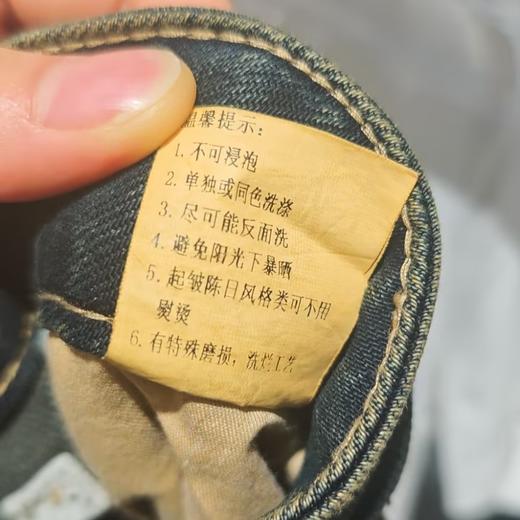 温馨提示：
1. 不可浸泡
2. 单独或同色洗涤
3. 尽可能反面洗
4. 避免阳光下暴晒
5. 起皱陈日风格类可不用
熨烫
6. 有特殊磨损，洗烂工艺